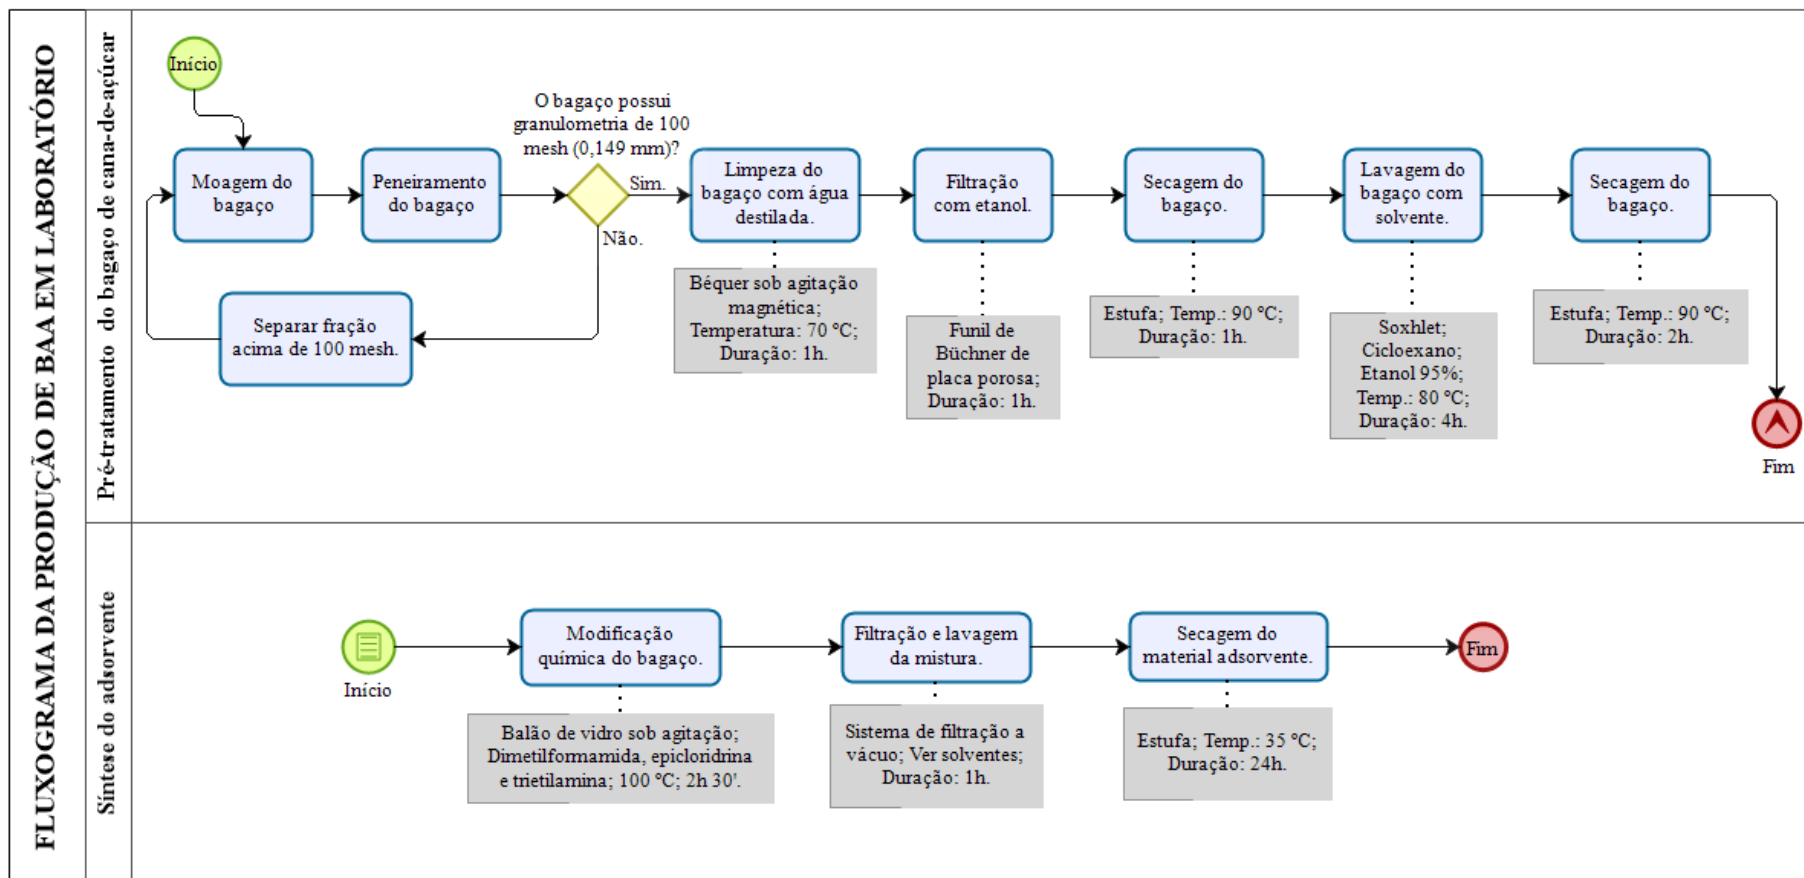 FLUXOGRAMA DA PRODUÇÃO DE BAA EM LABORATÓRIO
Pré-tratamento do bagaço de cana-de-açúcar
Início
Moagem do
bagaço
Peneiramento
do bagaço
O bagaço possui
granulometria de 100
mesh (0,149 mm)?
Sim.
Não.
Separar fração
acima de 100 mesh.
Limpeza do
bagaço com água
destilada.
Béquer sob agitação
magnética;
Temperatura: 70 °C;
Duração: 1h.
Filtração
com etanol.
Funil de
Büchner de
placa porosa;
Duração: 1h.
Secagem do
bagaço.
Estufa; Temp.: 90 °C;
Duração: 1h.
Lavagem do
bagaço com
solvente.
Soxhlet;
Cicloexano;
Etanol 95%;
Temp.: 80 °C;
Duração: 4h.
Secagem do
bagaço.
Estufa; Temp.: 90 °C;
Duração: 2h.
Fim
Síntese do adsorvente
Início
Modificação
química do bagaço.
Balão de vidro sob agitação;
Dimetilformamida, epicloridrina
e trietilamina; 100 °C; 2h 30'.
Filtração e lavagem
da mistura.
Sistema de filtração a
vácuo; Ver solventes;
Duração: 1h.
Secagem do
material adsorvente.
Estufa; Temp.: 35 °C;
Duração: 24h.
Fim